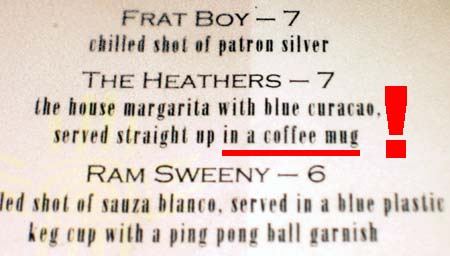 FRAT BOY – 7
chilled shot of patron silver
THE HEATHERS – 7
the house margarita with blue curacao,
served straight up in a coffee mug
!
RAM SWEENY – 6
led shot of sauza blanco, served in a blue plastic
keg cup with a ping pong ball garnish